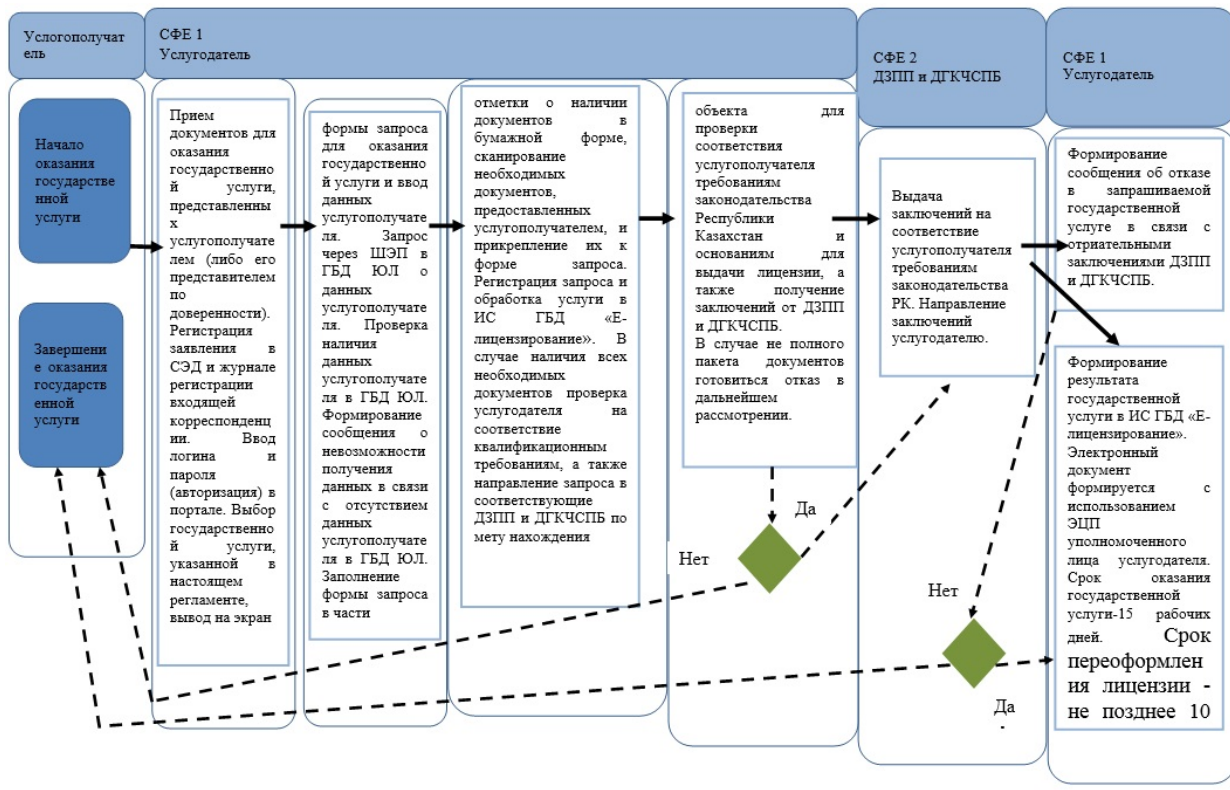 Услогополучат
ель
СФЕ 1
Услугодатель
СФЕ 2
ДЗПП и ДГКЧСПБ
СФЕ 1
Услугодатель
Начало
оказания
государстве
нной
услуги
Завершени
е оказания
государств
енной
услуги
Прием
документов для
оказания
государственно
й услуги,
представленны
х
услугополучате
лем (либо его
представителем
по
доверенности).
Регистрация
заявления в
СЭД и журнале
регистрации
входящей
корреспонденц
ии. Ввод
логина и
пароля
(авторизация) в
портале. Выбор
государственно
й услуги,
указанной в
настоящем
регламенте,
вывод на экран
формы запроса
для оказания
государственно
й услуги и ввод
данных
услугополучате
ля. Запрос
через ШЭП в
ГБД ЮЛ о
данных
услугополучате
ля. Проверка
наличия
данных
услугополучате
ля в ГБД ЮЛ.
Формирование
сообщения о
невозможности
получения
данных в связи
с отсутствием
данных
услугополучате
ля в ГБД ЮЛ.
Заполнение
формы запроса
в части
отметки о наличии
документов в
бумажной форме,
сканирование
необходимых
документов,
предоставленных
услугополучателем, и
прикрепление их к
форме запроса.
Регистрация запроса и
обработка услуги в
ИС ГБД «Е-
лицензирование». В
случае наличия всех
необходимых
документов проверка
услугодателя на
соответствие
квалификационным
требованиям, а также
направление запроса в
соответствующие
ДЗПП и ДГКЧСПБ по
мету нахождения
объекта для
проверки
соответствия
услугополучателя
требованиям
законодательства
Республики
Казахстан и
основаниям для
выдачи лицензии, а
также получение
заключений от ДЗПП
и ДГКЧСПБ.
В случае не полного
пакета документов
готовиться отказ в
дальнейшем
рассмотрении.
Да
Нет
Выдача
заключений на
соответствие
услугополучателя
требованиям
законодательства
РК. Направление
заключений
услугодателю.
Нет
Да
Формирование
сообщения об отказе
в запрашиваемой
государственной
услуге в связи с
отриательными
заключениями ДЗПП
и ДГКЧСПБ.
Формирование
результата
государственной
услуги в ИС ГБД «Е-
лицензирование».
Электронный
документ
формируется с
использованием
ЭЦП
уполномоченного
лица услугодателя.
Срок оказания
государственной
услуги-15 рабочих
дней. Срок
переоформлен
ия лицензии -
не позднее 10